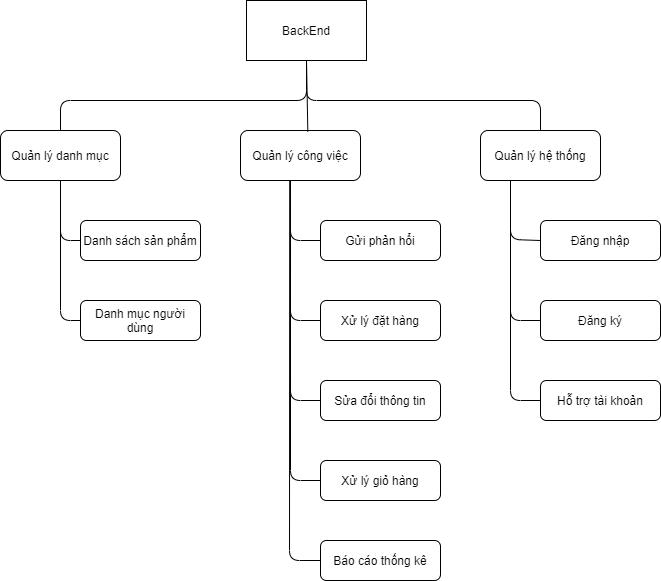 BackEnd
Quản lý danh mục
Quản lý công việc
Quản lý hệ thống
Danh sách sản phẩm
Gửi phản hồi
Đăng nhập
Danh mục người
dùng
Xử lý đặt hàng
Đăng ký
Sửa đổi thông tin
Hỗ trợ tài khoản
Xử lý giỏ hàng
Báo cáo thống kê